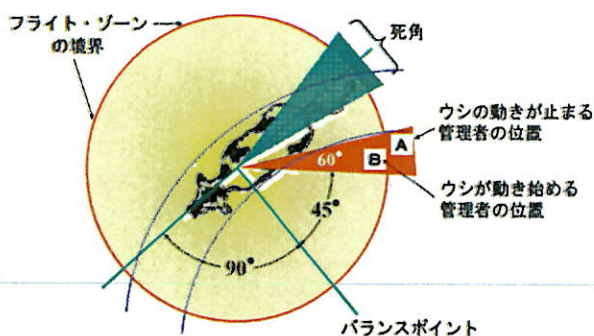 フライト・ゾーン
の境界
死角
ウシの動きが止まる
管理者の位置
A
B
60°
ウシが動き始める
管理者の位置
45°
90°
バランスポイント